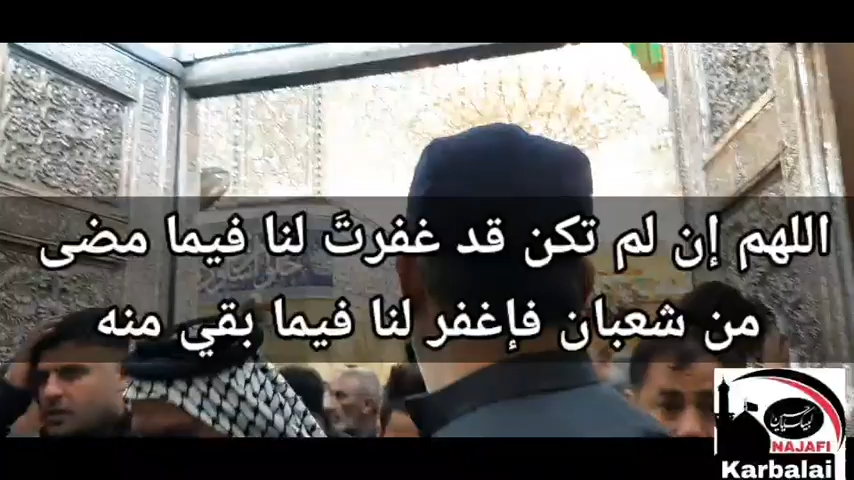 اللهم إن لم تكن قد غفرتَ لنا فيما مضى
من شعبان فإغفر لنا فيما بقي منه
NAJAFI
Karbalai